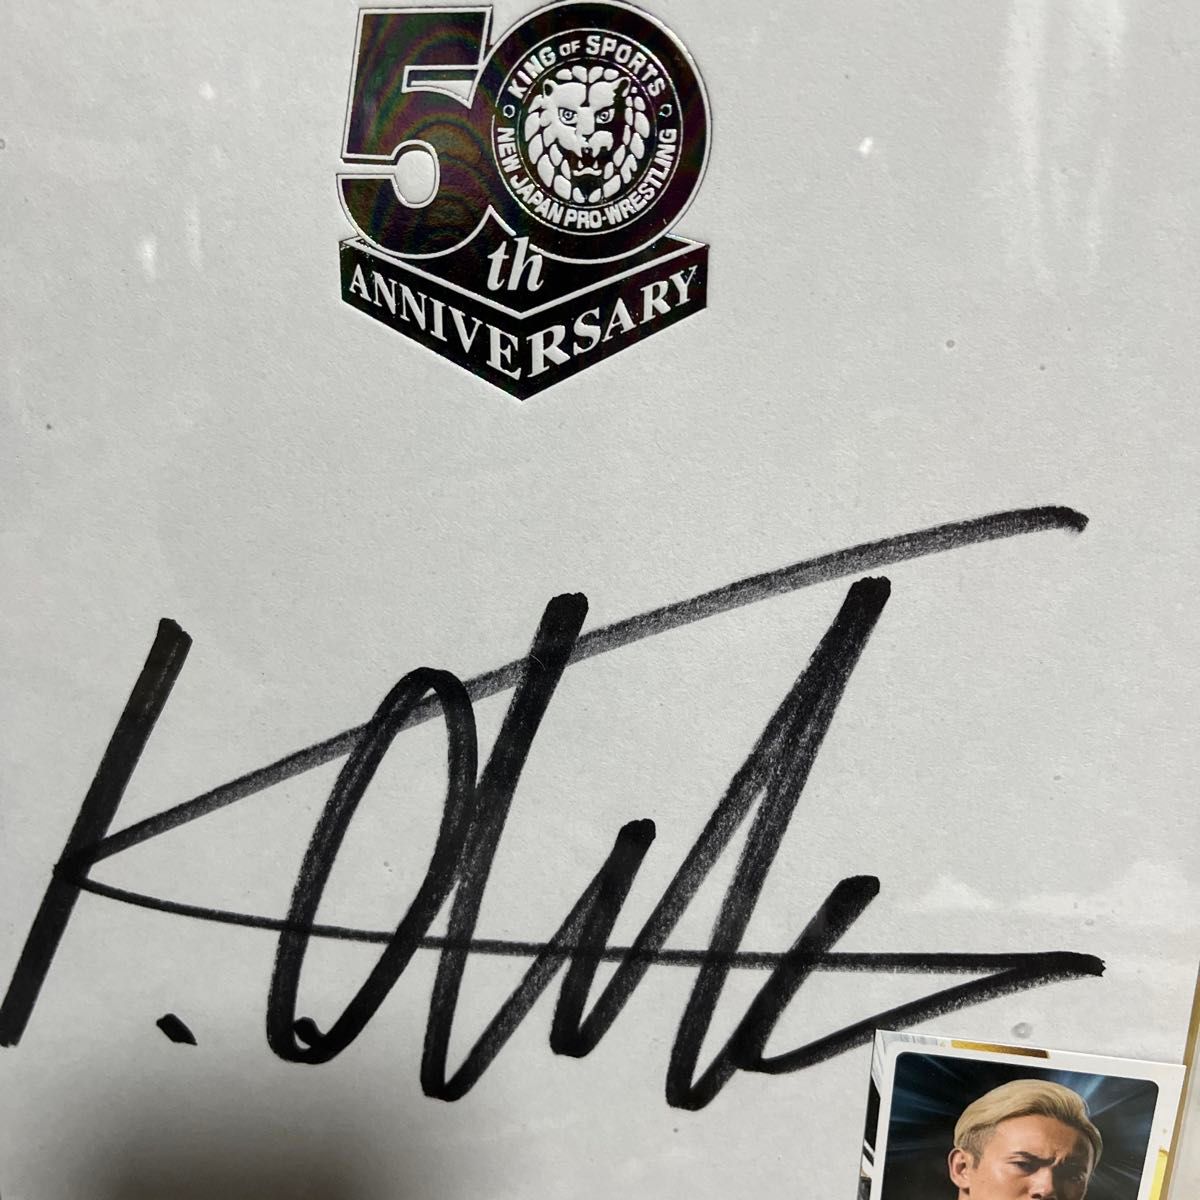 50th
KING OF SPORTS
NEW JAPAN PRO-WRESTLING
ANNIVERSARY